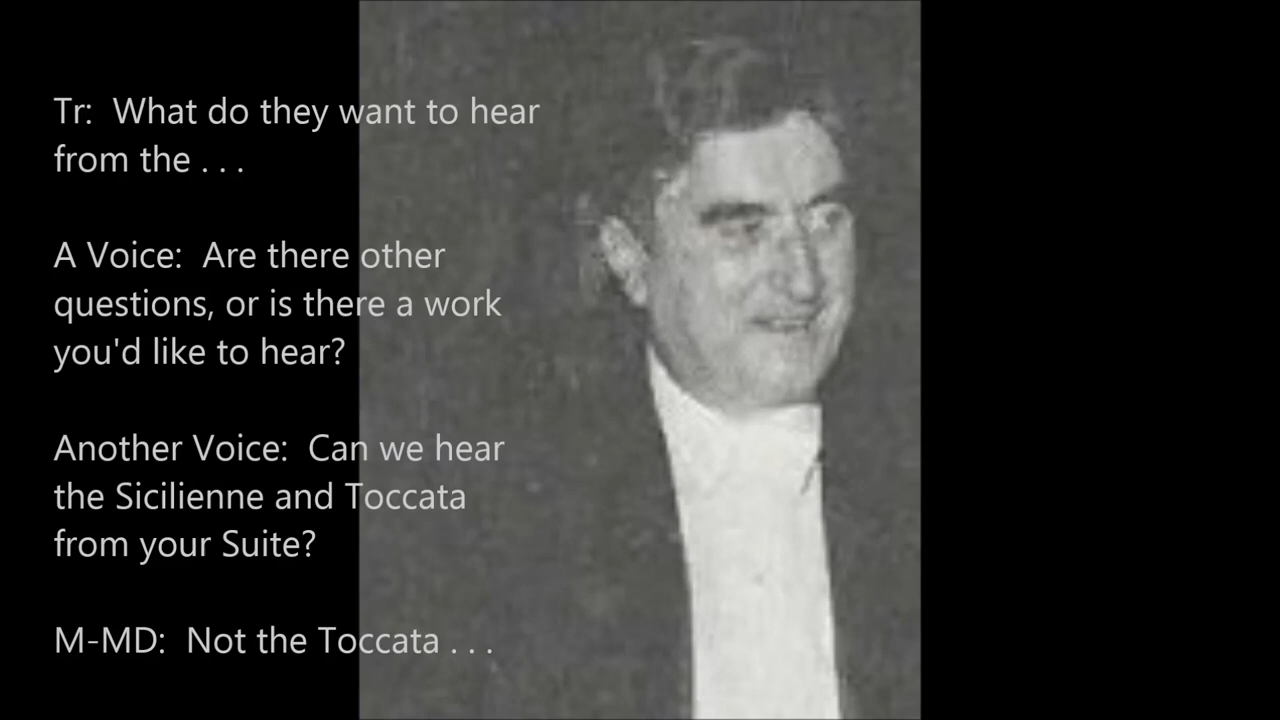 Tr:  What do they want to hear
from the . . .
A Voice:  Are there other
questions, or is there a work
you'd like to hear?
Another Voice:  Can we hear
the Sicilienne and Toccata
from your Suite?
M-MD:  Not the Toccata . . .